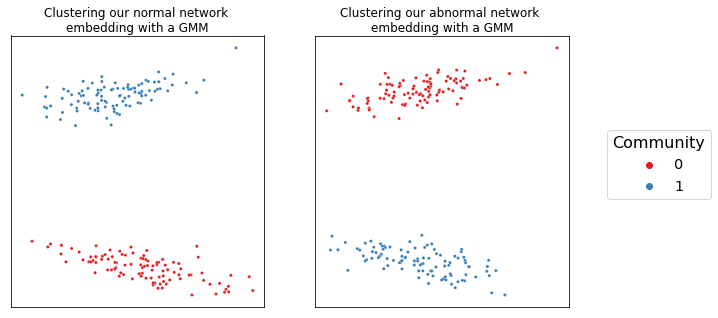 Clustering our normal network
embedding with a GMM
Clustering our abnormal network
embedding with a GMM
Community
0
1